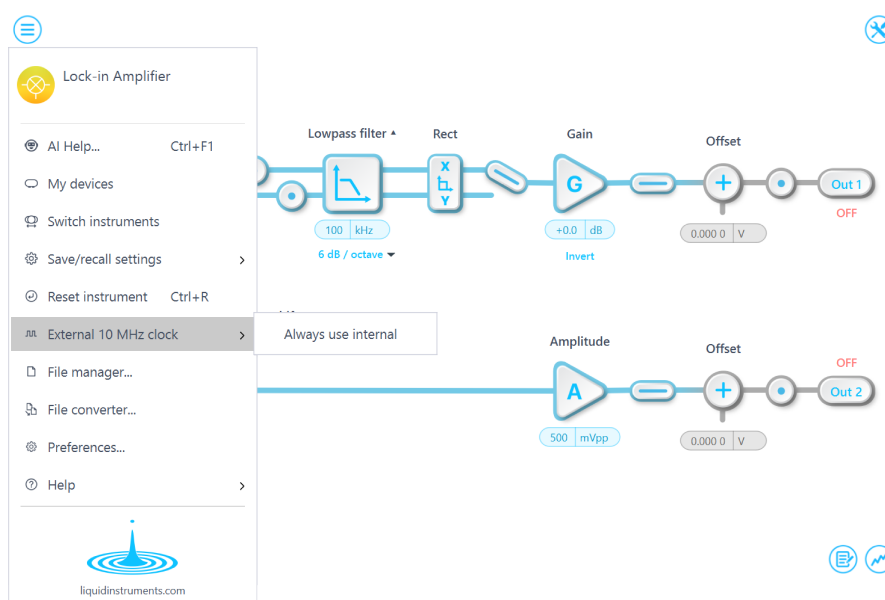 Lock-in Amplifier
AI Help... Ctrl+F1
My devices
Switch instruments
Save/recall settings
Reset instrument Ctrl+R
External 10 MHz clock
Always use internal
File manager...
File converter...
Preferences...
Help
liquidinstruments.com
Lowpass filter
Rect
Gain
Offset
X
Y
G
Out 1
OFF
100 kHz
+0.0 dB
0.000 0 V
6 dB / octave
Invert
Amplitude
Offset
OFF
A
Out 2
500 mVpp
0.000 0 V